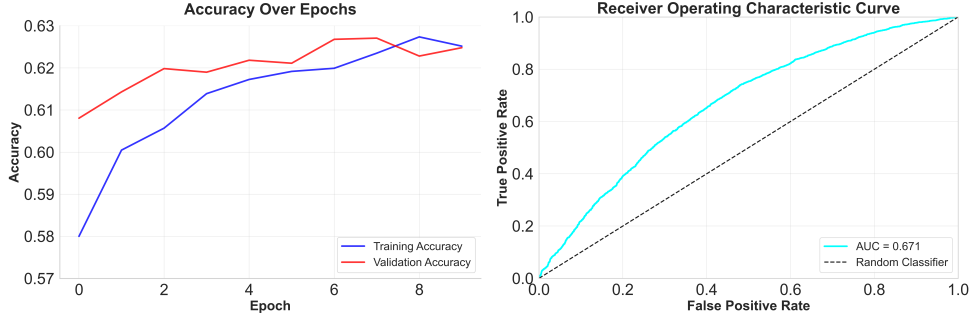 Accuracy Over Epochs
0.63
0.62
0.61
0.60
0.59
0.58
0.57
Accuracy
0 2 4 6 8
Epoch
Training Accuracy
Validation Accuracy
Receiver Operating Characteristic Curve
1.0
0.8
0.6
0.4
0.2
0.0
True Positive Rate
0.0 0.2 0.4 0.6 0.8 1.0
False Positive Rate
AUC = 0.671
Random Classifier